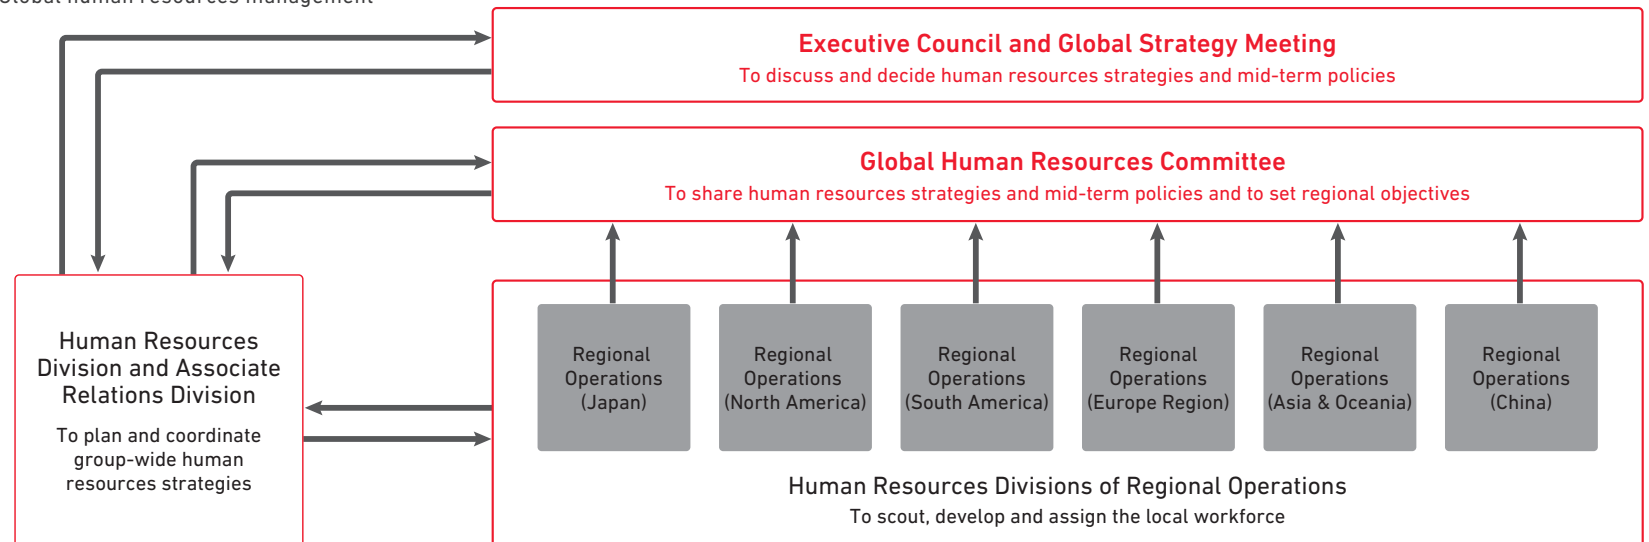 Global human resources management
Executive Council and Global Strategy Meeting
To discuss and decide human resources strategies and mid-term policies
Global Human Resources Committee
To share human resources strategies and mid-term policies and to set regional objectives
Human Resources
Division and Associate
Relations Division
To plan and coordinate
group-wide human
resources strategies
Regional
Operations
(Japan)
Regional
Operations
(North America)
Regional
Operations
(South America)
Regional
Operations
(Europe Region)
Regional
Operations
(Asia & Oceania)
Regional
Operations
(China)
Human Resources Divisions of Regional Operations
To scout, develop and assign the local workforce